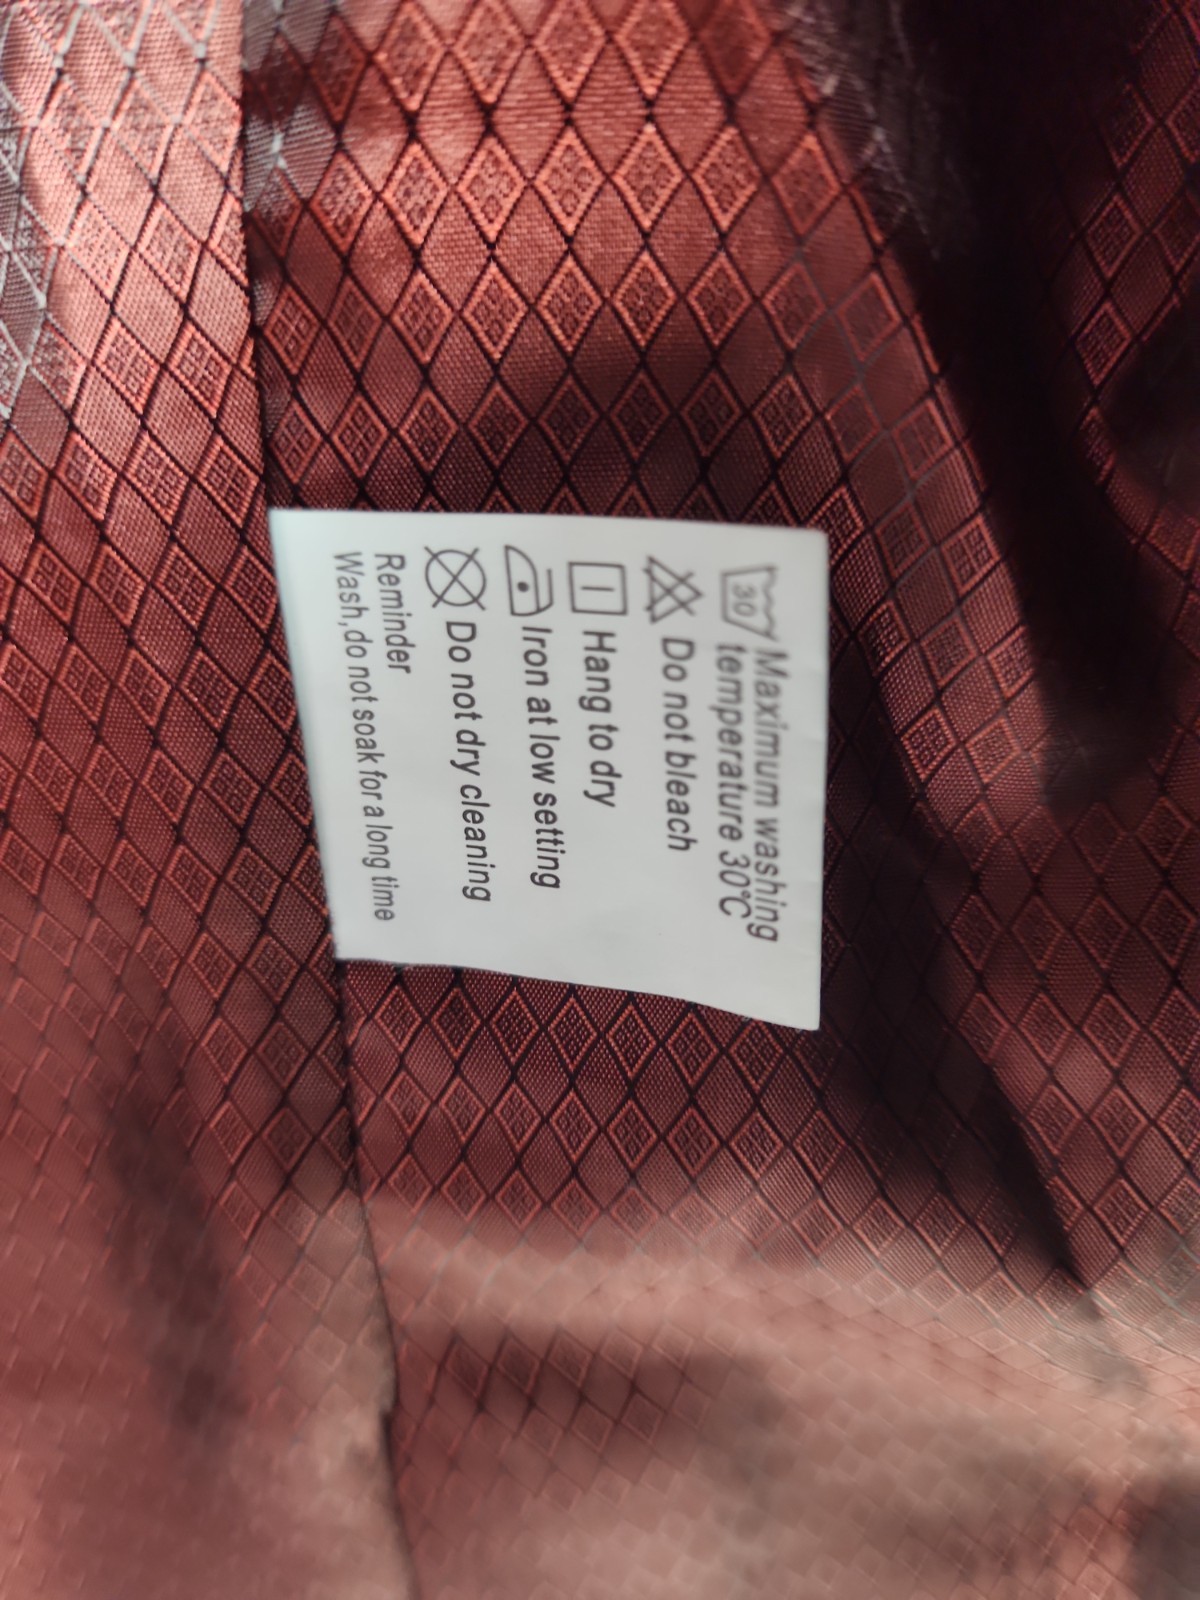 30 Maximum washing
temperature 30℃
Do not bleach
Hang to dry
Iron at low setting
Do not dry cleaning
Reminder
Wash,do not soak for a long time